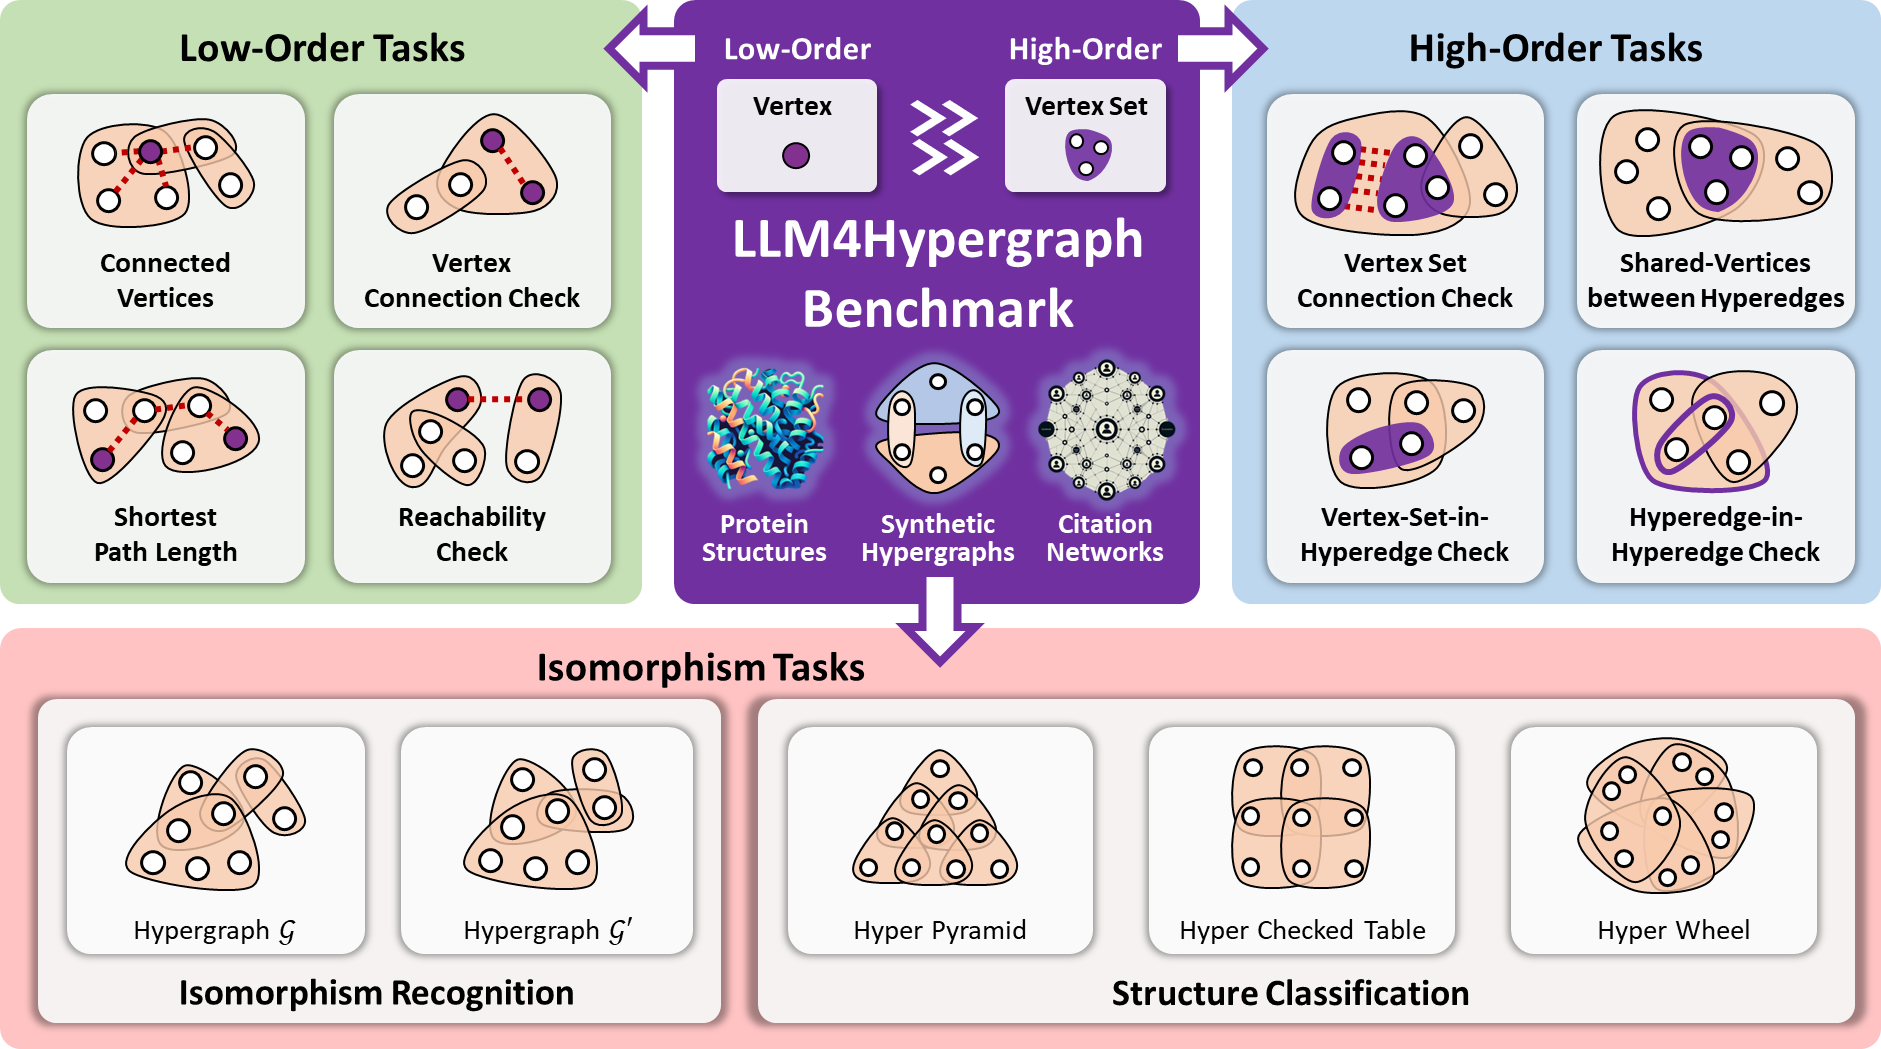 Low-Order Tasks
Connected
Vertices
Vertex
Connection Check
Shortest
Path Length
Reachability
Check
Low-Order
High-Order
Vertex
Vertex Set
LLM4Hypergraph
Benchmark
Protein
Structures
Synthetic
Hypergraphs
Citation
Networks
High-Order Tasks
Vertex Set
Connection Check
Shared-Vertices
between Hyperedges
Vertex-Set-in-
Hyperedge Check
Hyperedge-in-
Hyperedge Check
Isomorphism Tasks
Hypergraph 𝒢
Hypergraph 𝒢′
Isomorphism Recognition
Hyper Pyramid
Hyper Checked Table
Hyper Wheel
Structure Classification